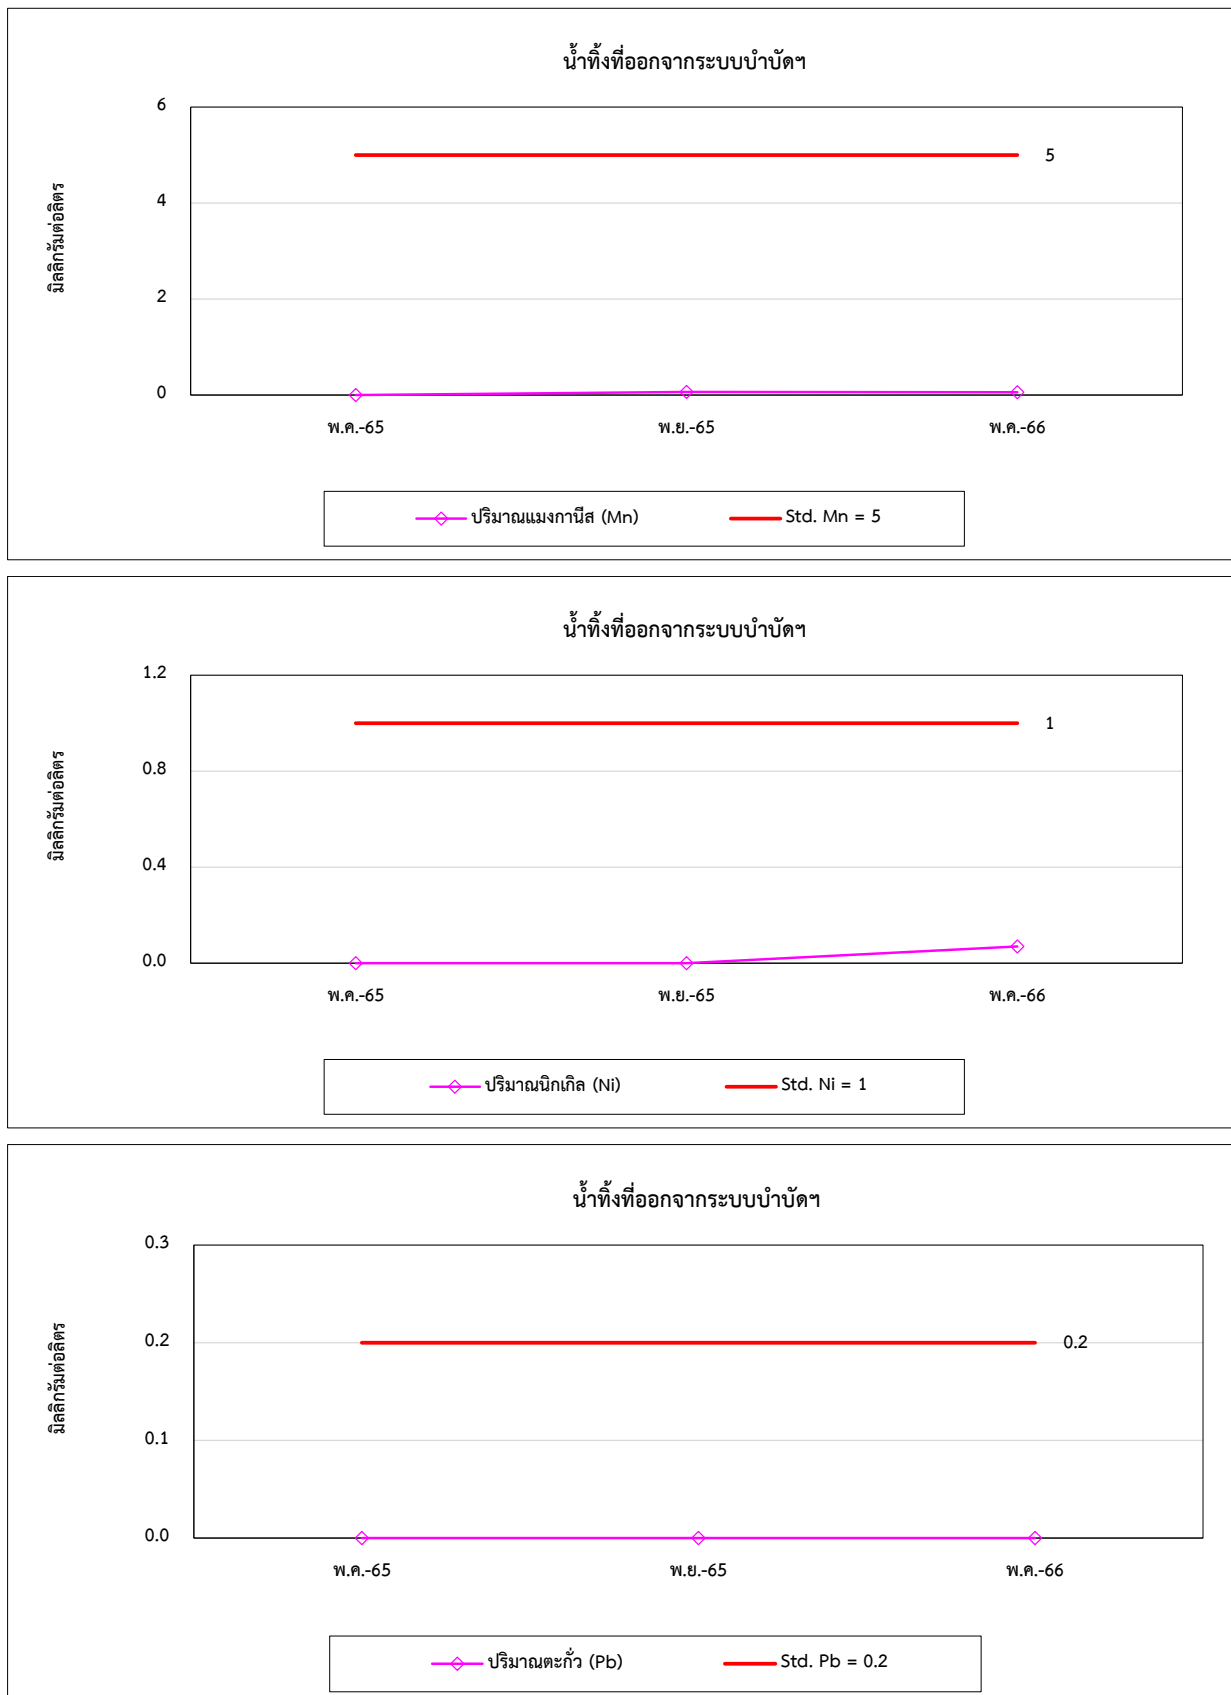 น้ำทิ้งที่ออกจากระบบบำบัดฯ
มิลลิกรัมต่อลิตร
6
4
2
0
5
พ.ค.-65 พ.ย.-65 พ.ค.-66
ปริมาณแมงกานีส (Mn) Std. Mn = 5
น้ำทิ้งที่ออกจากระบบบำบัดฯ
มิลลิกรัมต่อลิตร
1.2
0.8
0.4
0.0
1
พ.ค.-65 พ.ย.-65 พ.ค.-66
ปริมาณนิกเกิล (Ni) Std. Ni = 1
น้ำทิ้งที่ออกจากระบบบำบัดฯ
มิลลิกรัมต่อลิตร
0.3
0.2
0.1
0.0
0.2
พ.ค.-65 พ.ย.-65 พ.ค.-66
ปริมาณตะกั่ว (Pb) Std. Pb = 0.2